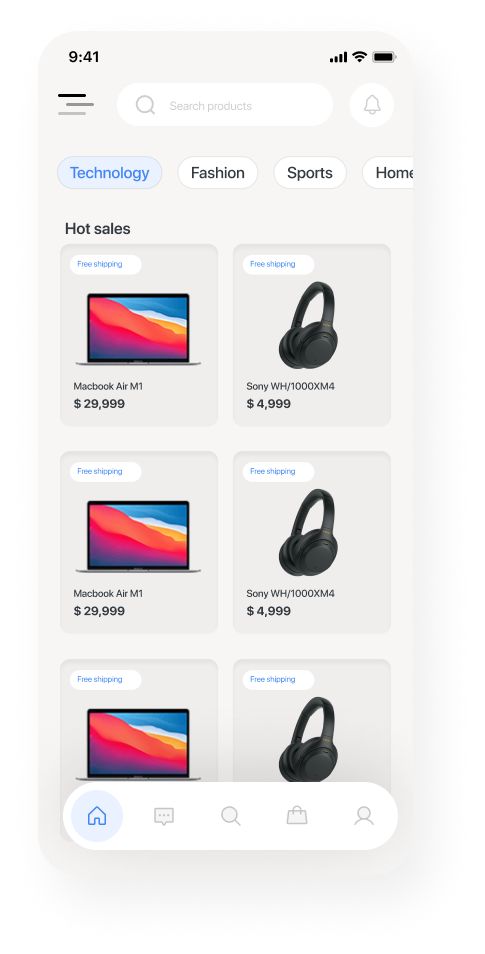 9:41
Search products
Technology Fashion Sports Home
Hot sales
Free shipping Free shipping
Macbook Air M1 Sony WH/1000XM4
$ 29,999 $ 4,999
Free shipping Free shipping
Macbook Air M1 Sony WH/1000XM4
$ 29,999 $ 4,999
Free shipping Free shipping